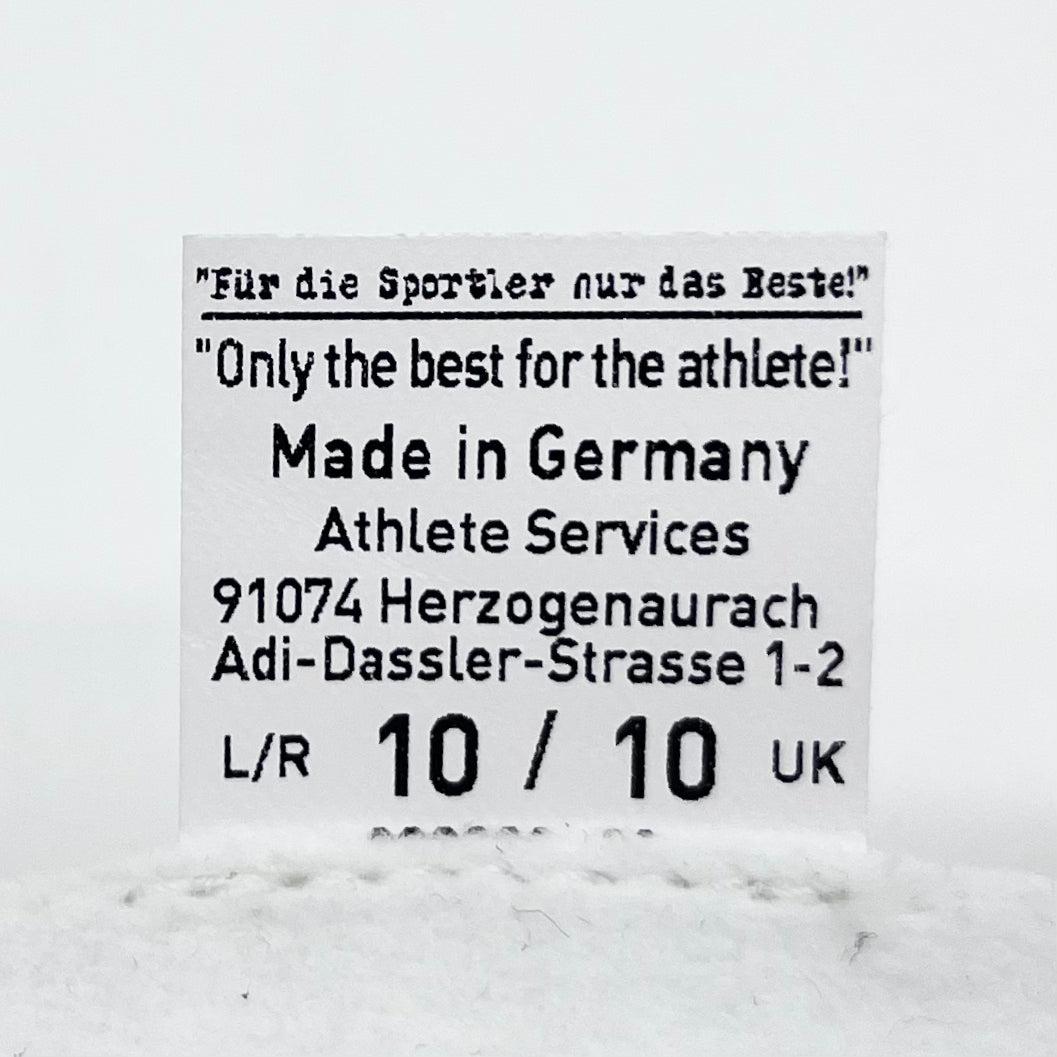 "Für die Sportler nur das Beste!"
"Only the best for the athlete!"
Made in Germany
Athlete Services
91074 Herzogenaurach
Adi-Dassler-Strasse 1-2
L/R 10 / 10 UK